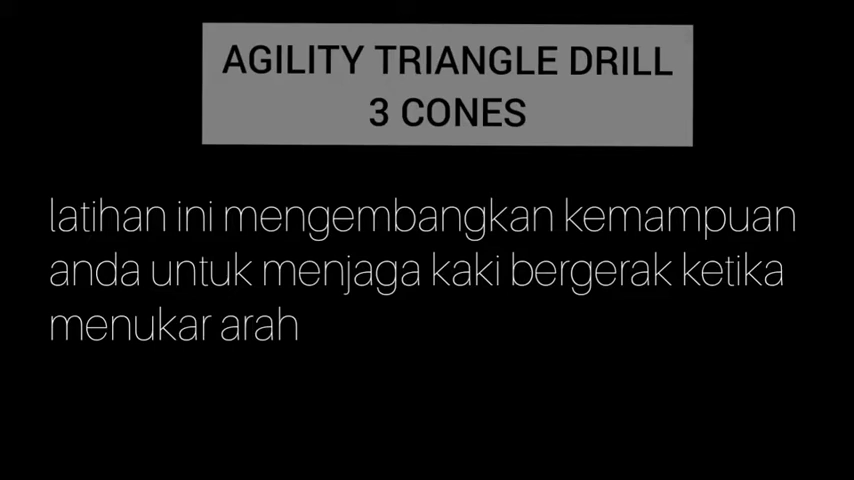 AGILITY TRIANGLE DRILL
3 CONES
latihan ini mengembangkan kemampuan
anda untuk menjaga kaki bergerak ketika
menukar arah